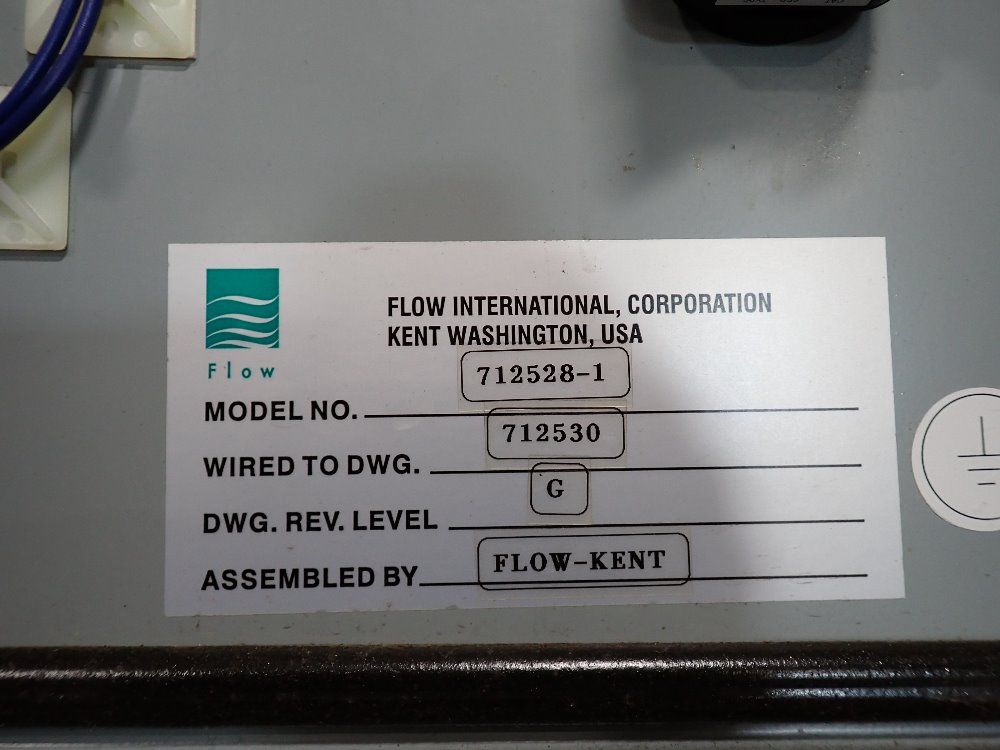 Flow
FLOW INTERNATIONAL, CORPORATION
KENT WASHINGTON, USA
MODEL NO. 712528-1
WIRED TO DWG. 712530
DWG. REV. LEVEL G
ASSEMBLED BY FLOW-KENT